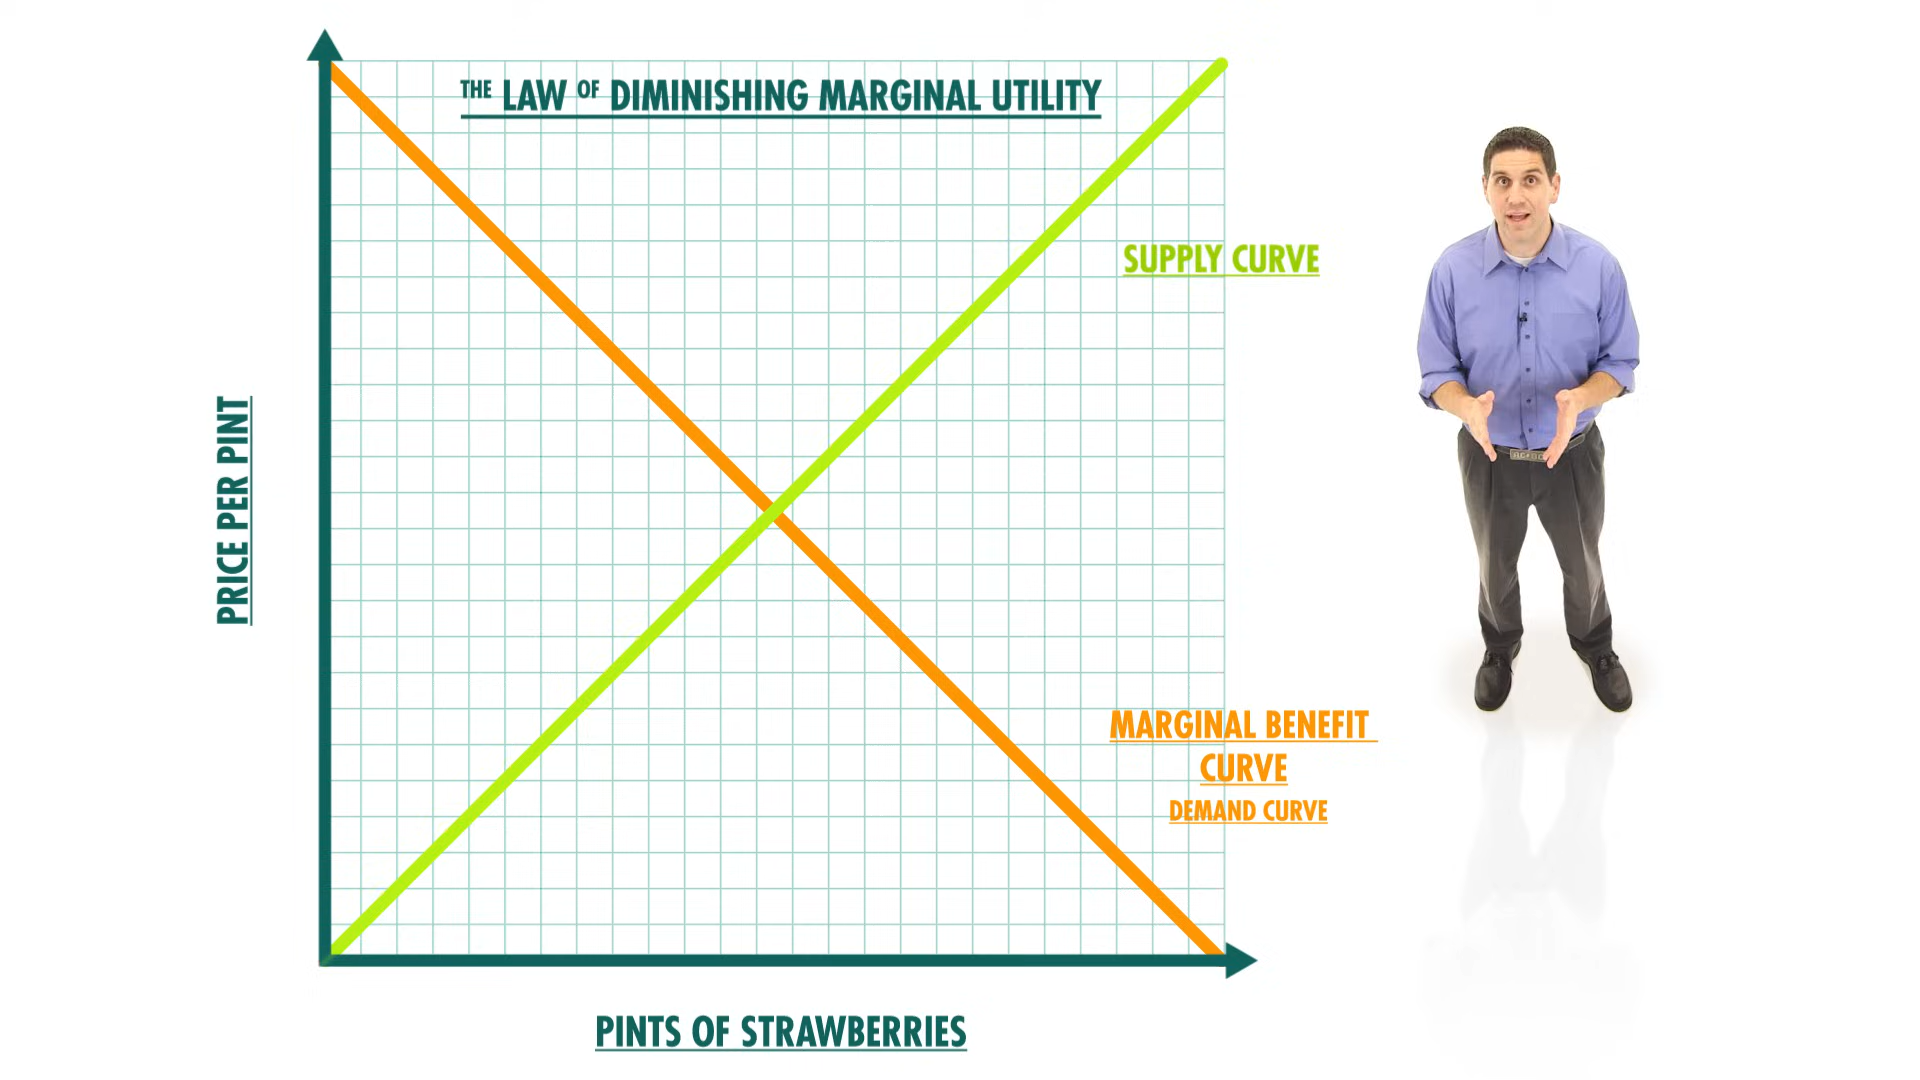 THE LAW OF DIMINISHING MARGINAL UTILITY
SUPPLY CURVE
PRICE PER PINT
MARGINAL BENEFIT
CURVE
DEMAND CURVE
PINTS OF STRAWBERRIES